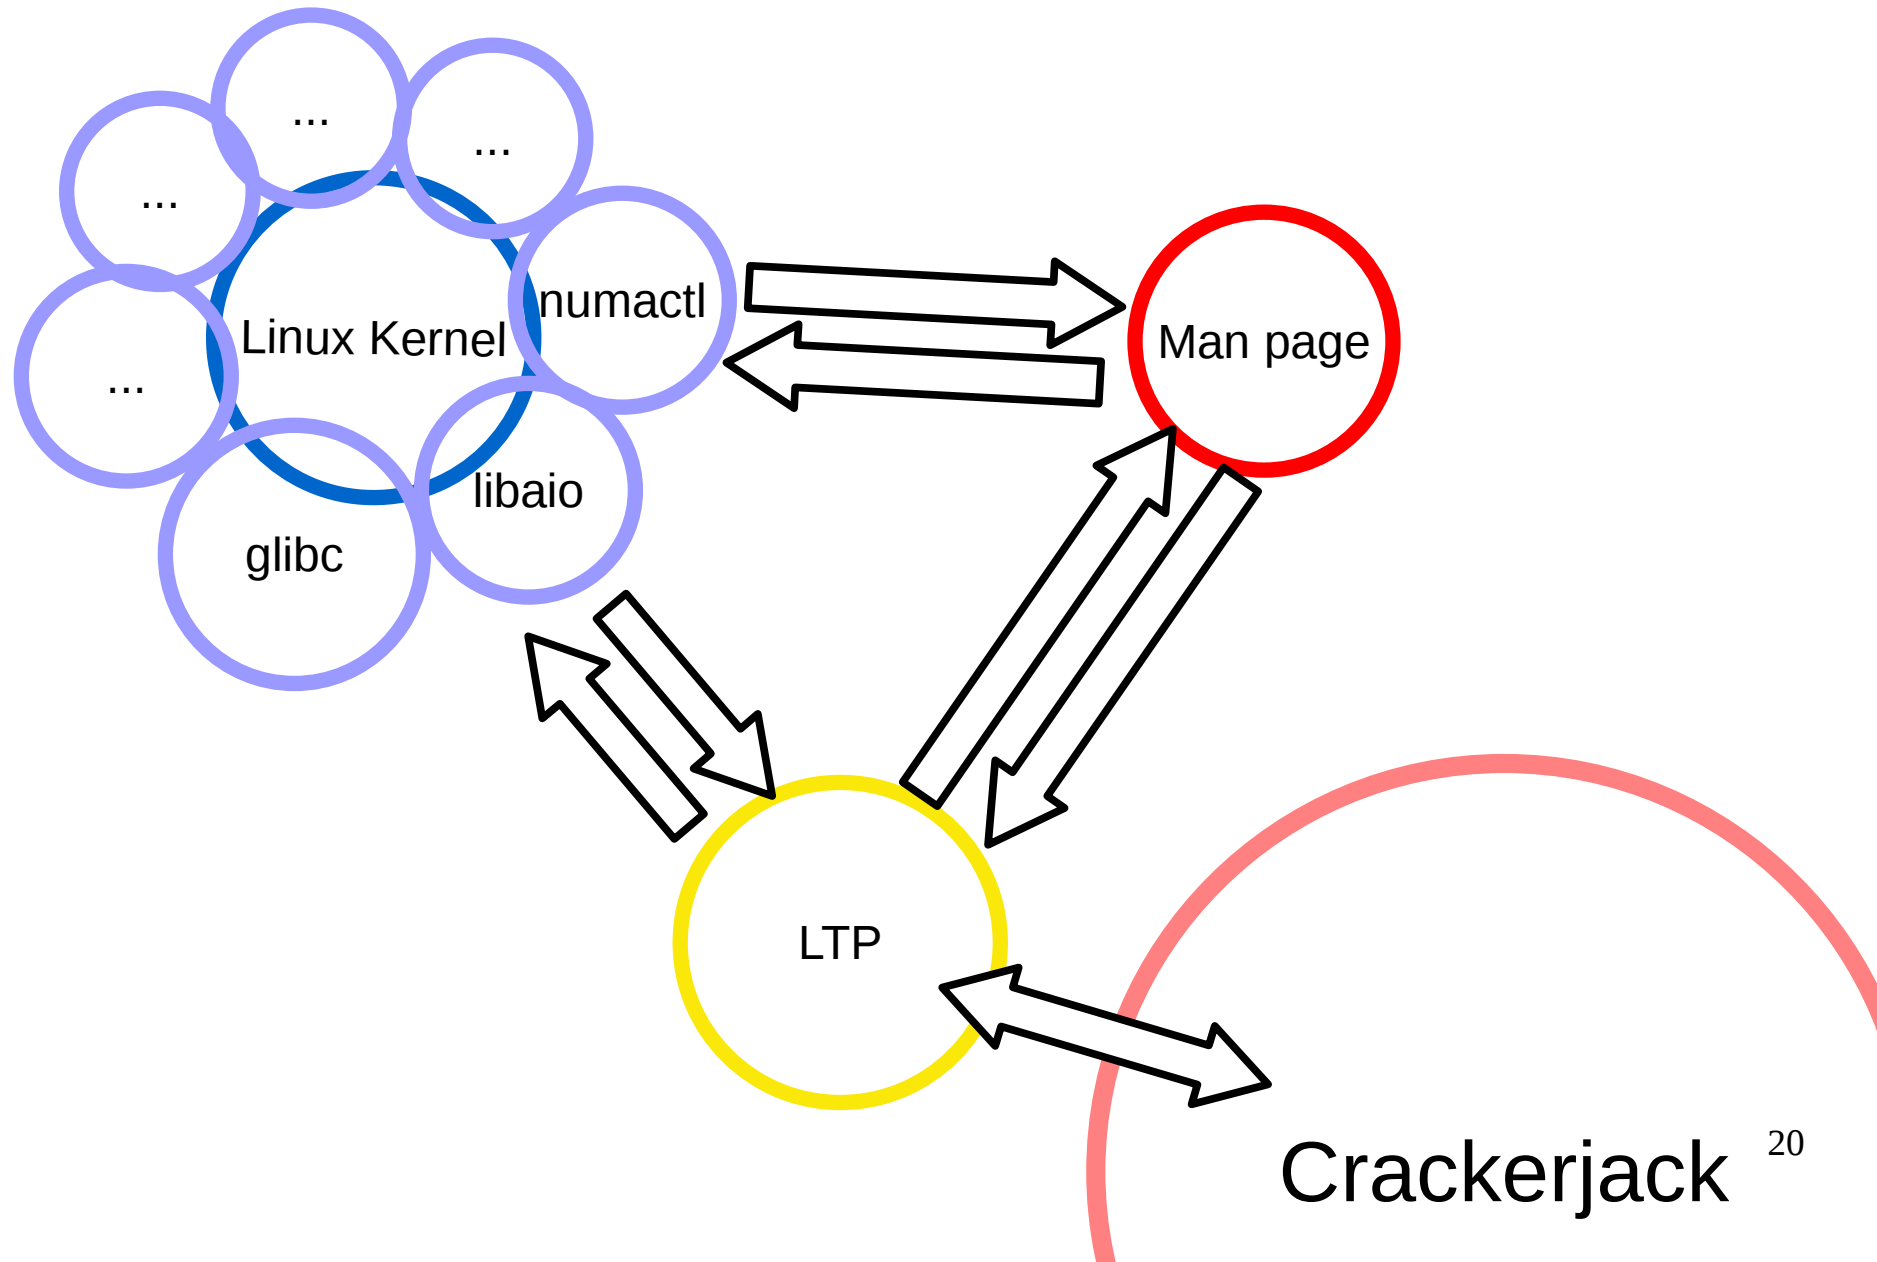 ...
...
...
numactl
Linux Kernel
Man page
...
libaio
glibc
LTP
Crackerjack
20